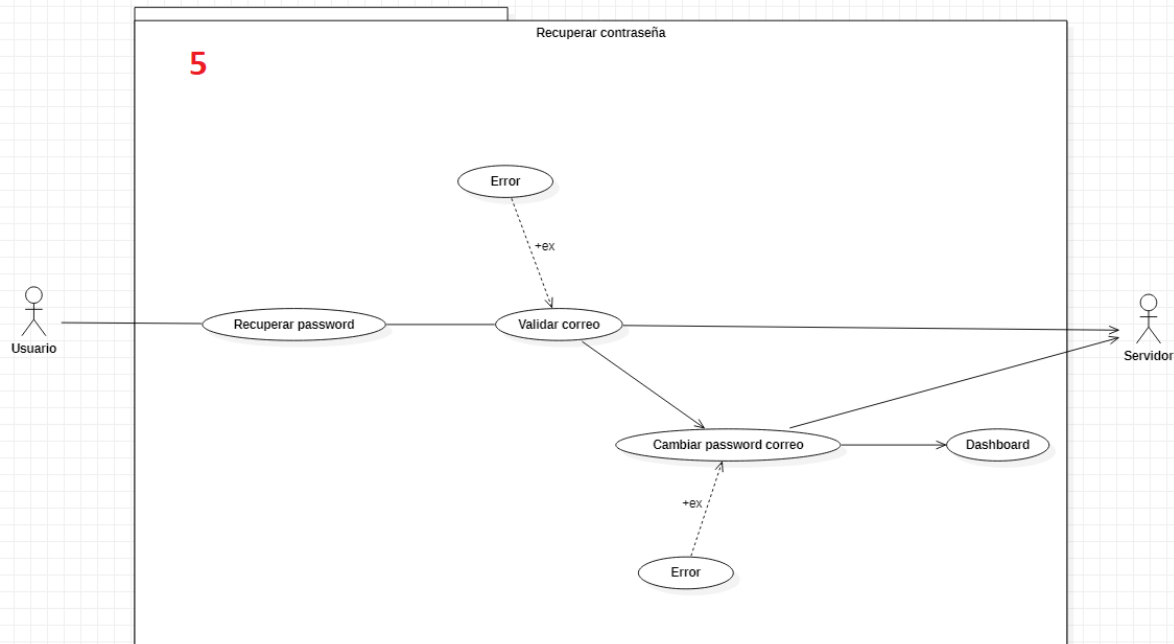 Recuperar contraseña
5
Error
+ex
Recuperar password
Validar correo
Usuario
Servidor
Cambiar password correo
Dashboard
+ex
Error